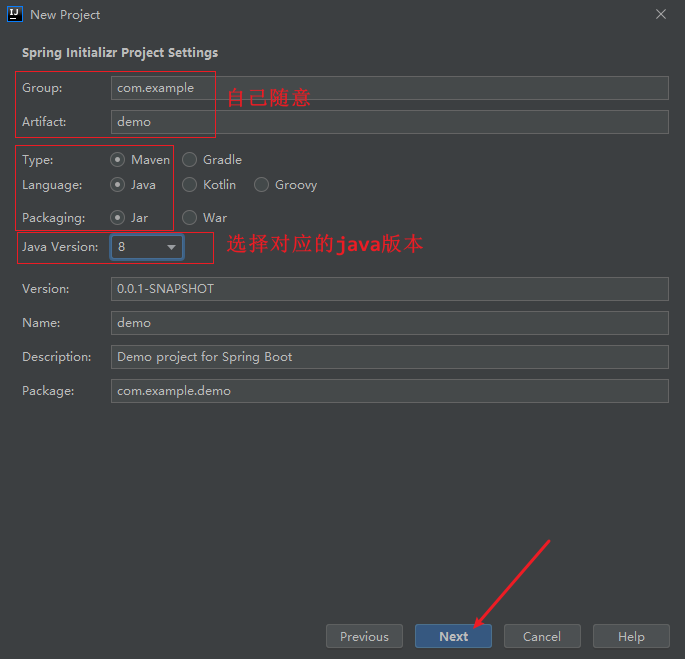 IJ New Project
Spring Initializr Project Settings
Group: com.example 自己随意
Artifact: demo
Type: Maven Gradle
Language: Java Kotlin Groovy
Packaging: Jar War
Java Version: 8 选择对应的java版本
Version: 0.0.1-SNAPSHOT
Name: demo
Description: Demo project for Spring Boot
Package: com.example.demo
Previous Next Cancel Help